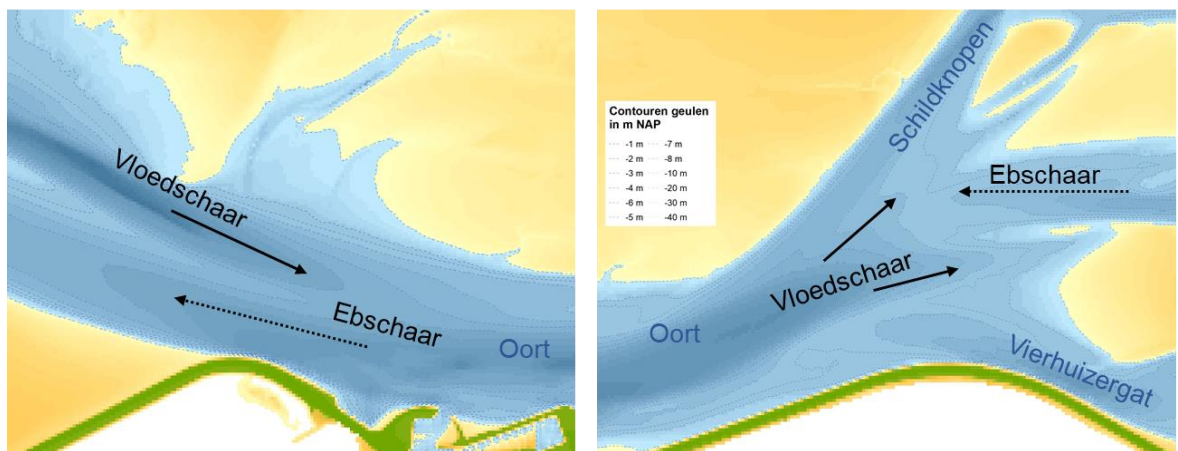 Vloedschaar
Ebschaar
Oort
Contouren geulen
in m NAP
-1 m -7 m
-2 m -8 m
-3 m -10 m
-4 m -20 m
-6 m -30 m
-5 m -40 m
Schildknopen
Ebschaar
Vloedschaar
Oort
Vierhuizergat